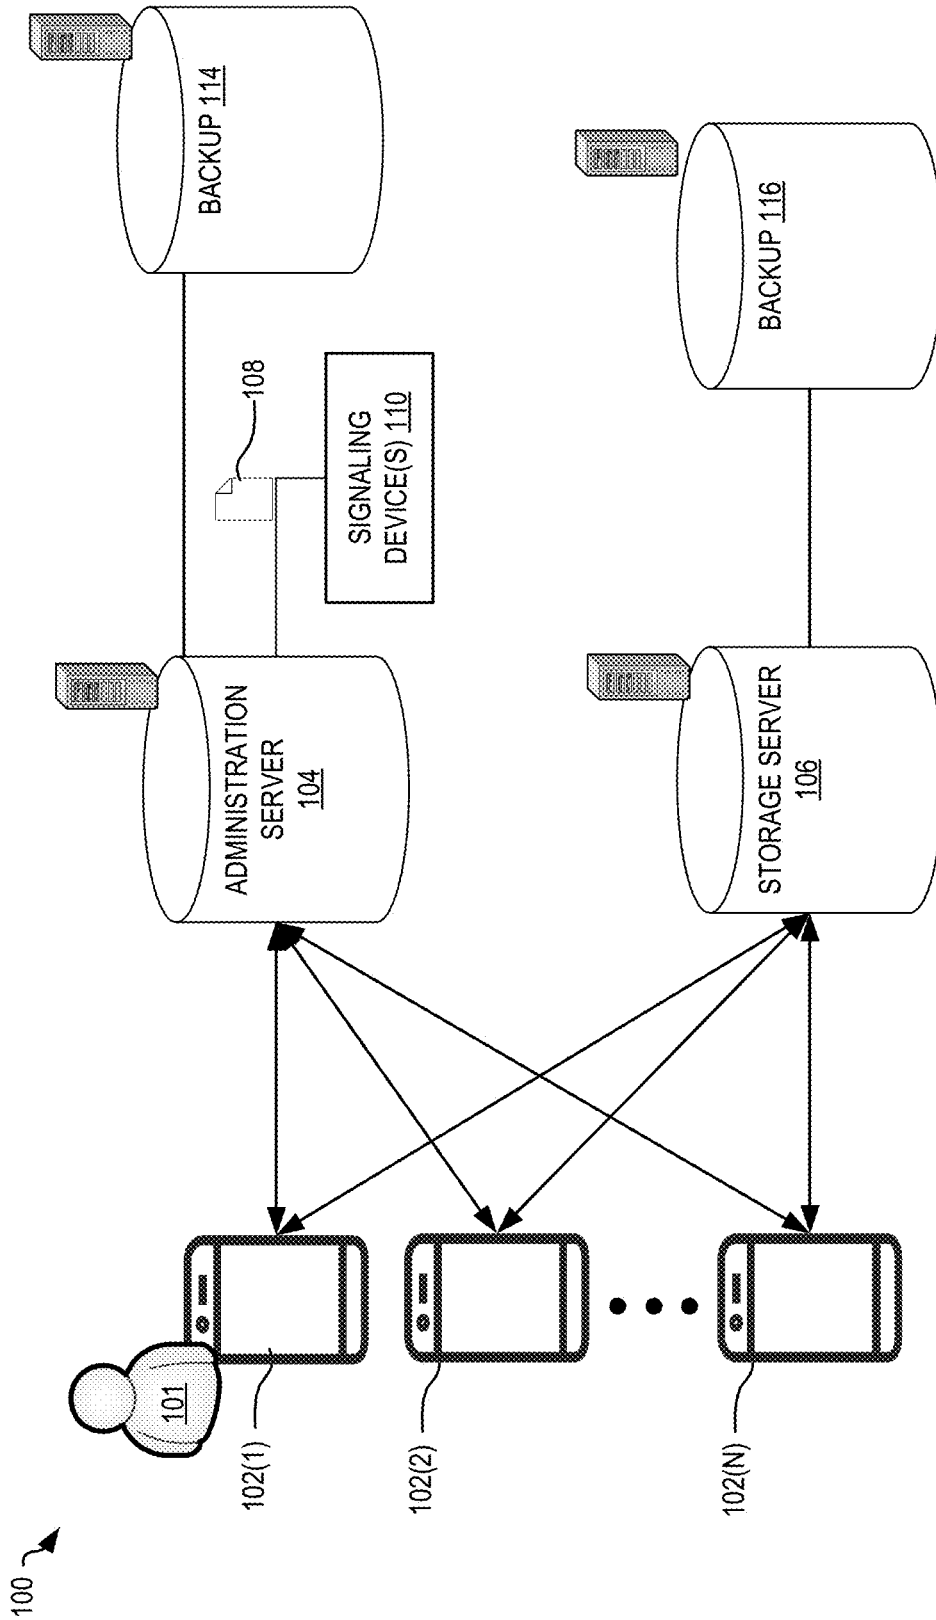 100
101
102(1)
102(2)
102(N)
ADMINISTRATION
SERVER
104
STORAGE SERVER
106
108
SIGNALING
DEVICE(S) 110
BACKUP 114
BACKUP 116